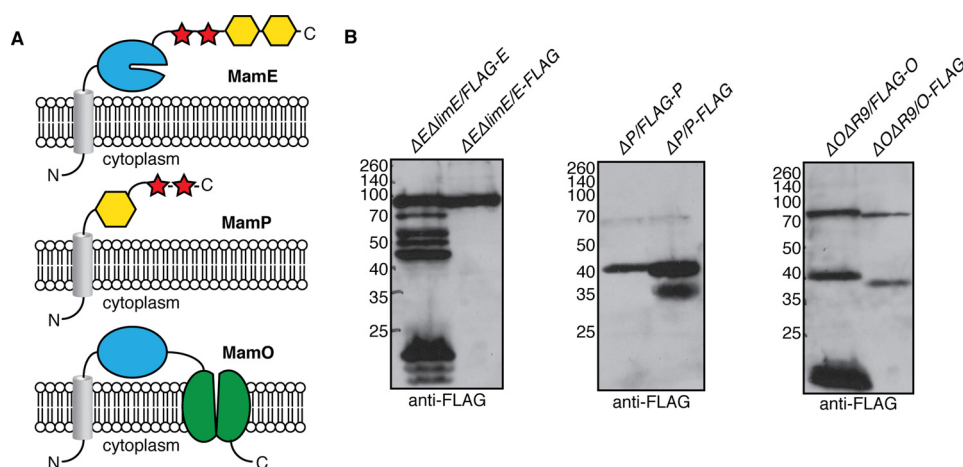 A
C
MamE
cytoplasm
N
C
MamP
cytoplasm
N
MamO
cytoplasm
N
C
B
ΔEΔlimE/FLAG-E
ΔEΔlimE/E-FLAG
260
140
100
70
50
40
35
25
anti-FLAG
ΔP/FLAG-P
ΔP/P-FLAG
260
140
100
70
50
40
35
25
anti-FLAG
ΔOΔR9/FLAG-O
ΔOΔR9/O-FLAG
260
140
100
70
50
40
35
25
anti-FLAG